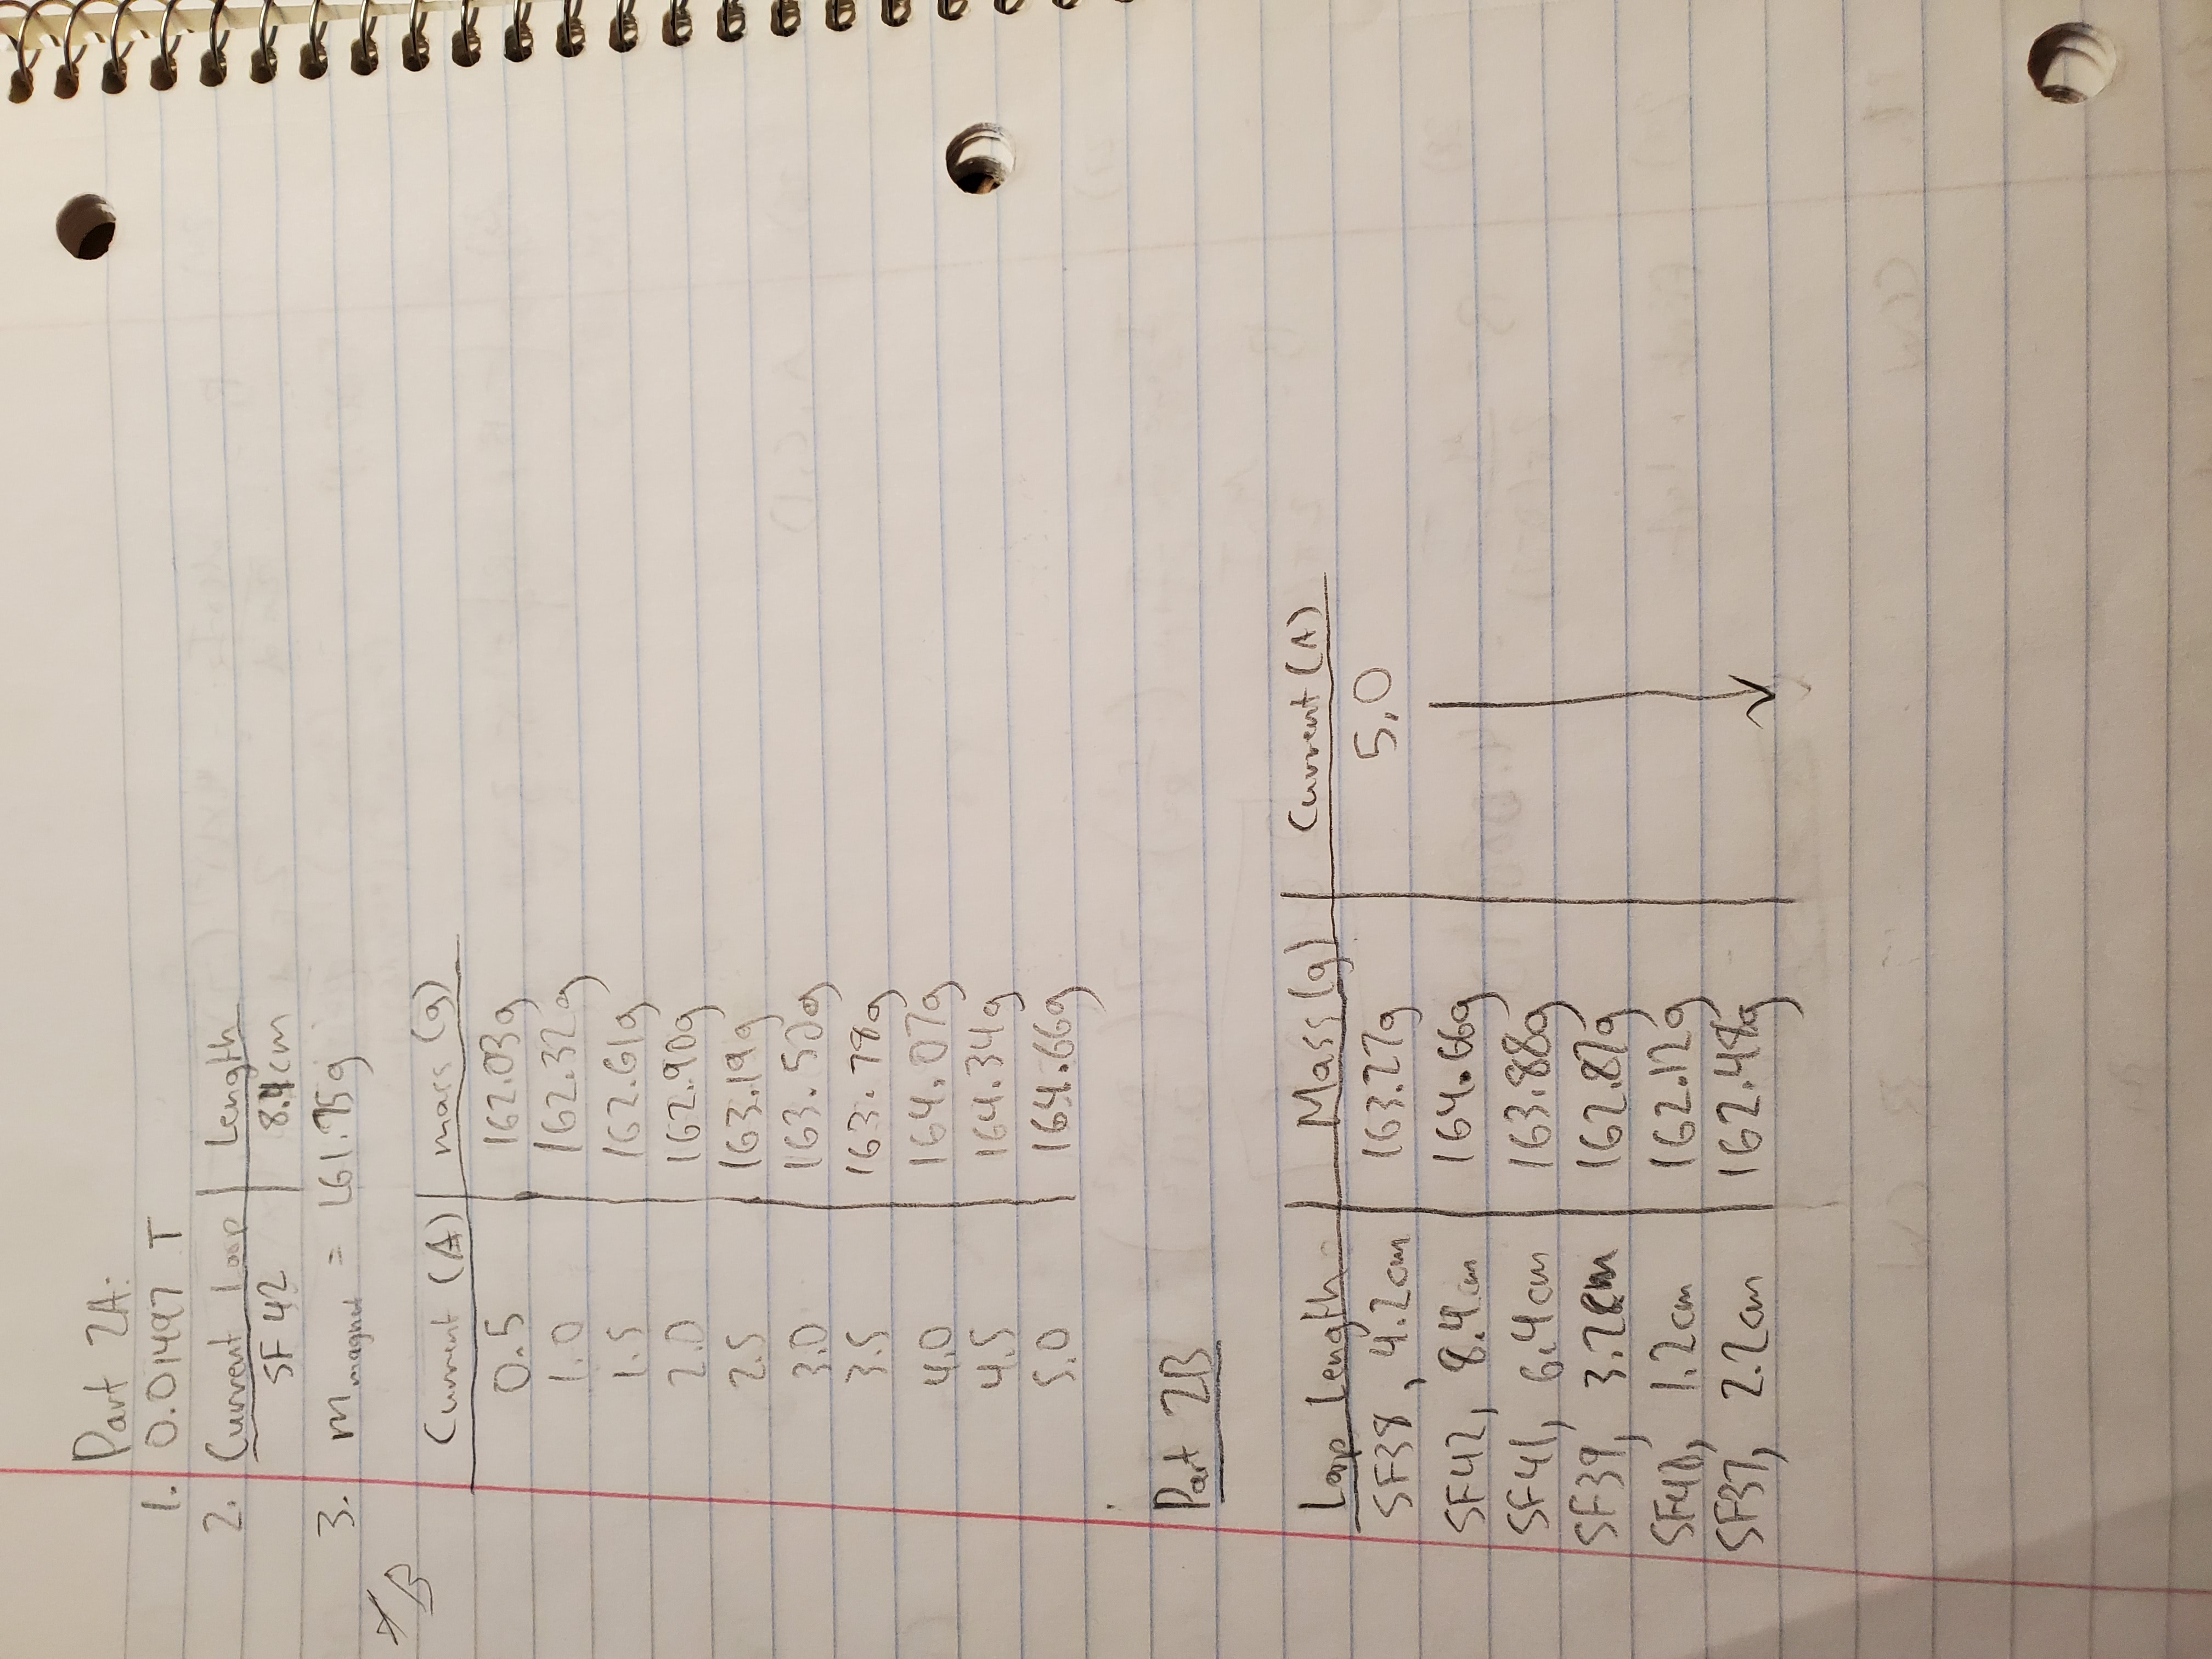 Part 2A:
1. 0.01497 T
2. Current Loop | Length
SF 42 | 8.4cm
3. m magnet = 161.75g
B
Current (A) | mass (g)
0.5 | 162.03g
1.0 | 162.32g
1.5 | 162.61g
2.0 | 162.90g
2.5 | 163.19g
3.0 | 163.50g
3.5 | 163.78g
4.0 | 164.07g
4.5 | 164.34g
5.0 | 164.66g
Part 2B
Loop Length | Mass (g) | Current (A)
SF38, 4.2cm | 163.27g | 5.0
SF42, 8.4cm | 164.66g
SF41, 6.4cm | 163.88g
SF39, 3.2cm | 162.87g
SF40, 1.2cm | 162.12g
SF37, 2.2cm | 162.48g